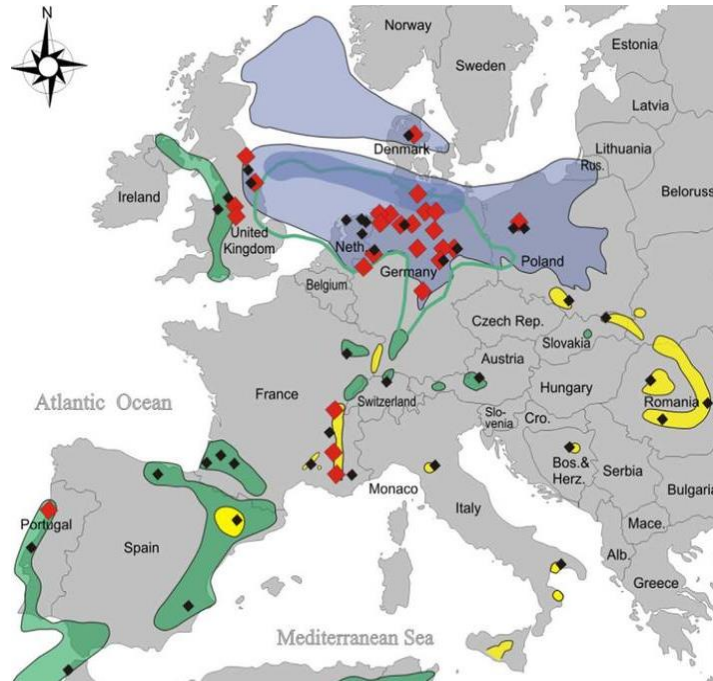 N
Norway
Sweden
Estonia
Latvia
Lithuania
Rus.
Belorus
Denmark
Ireland
United
Kingdom
Neth.
Germany
Poland
Belgium
Czech Rep.
Slovakia
Austria
France
Switzerland
Hungary
Romania
Slo-
venia
Cro.
Atlantic Ocean
Bos.&
Herz.
Serbia
Bulgaria
Monaco
Italy
Portugal
Spain
Mace.
Alb.
Greece
Mediterranean Sea